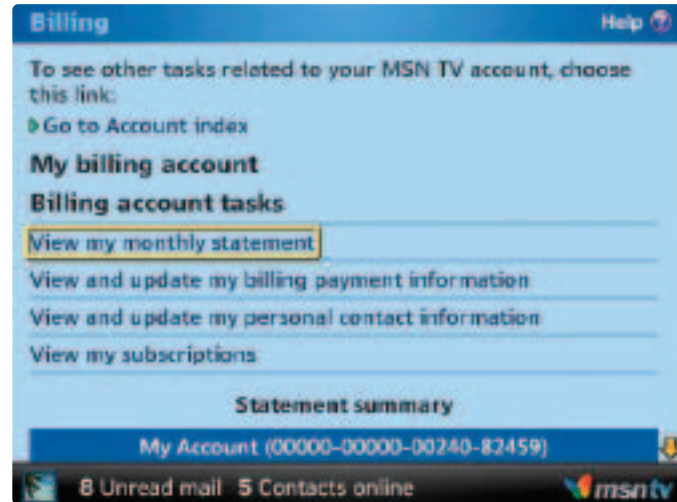 Billing
Help ?
To see other tasks related to your MSN TV account, choose
this link:
Go to Account index
My billing account
Billing account tasks
View my monthly statement
View and update my billing payment information
View and update my personal contact information
View my subscriptions
Statement summary
My Account (00000-00000-00240-82459)
8 Unread mail 5 Contacts online
msntv